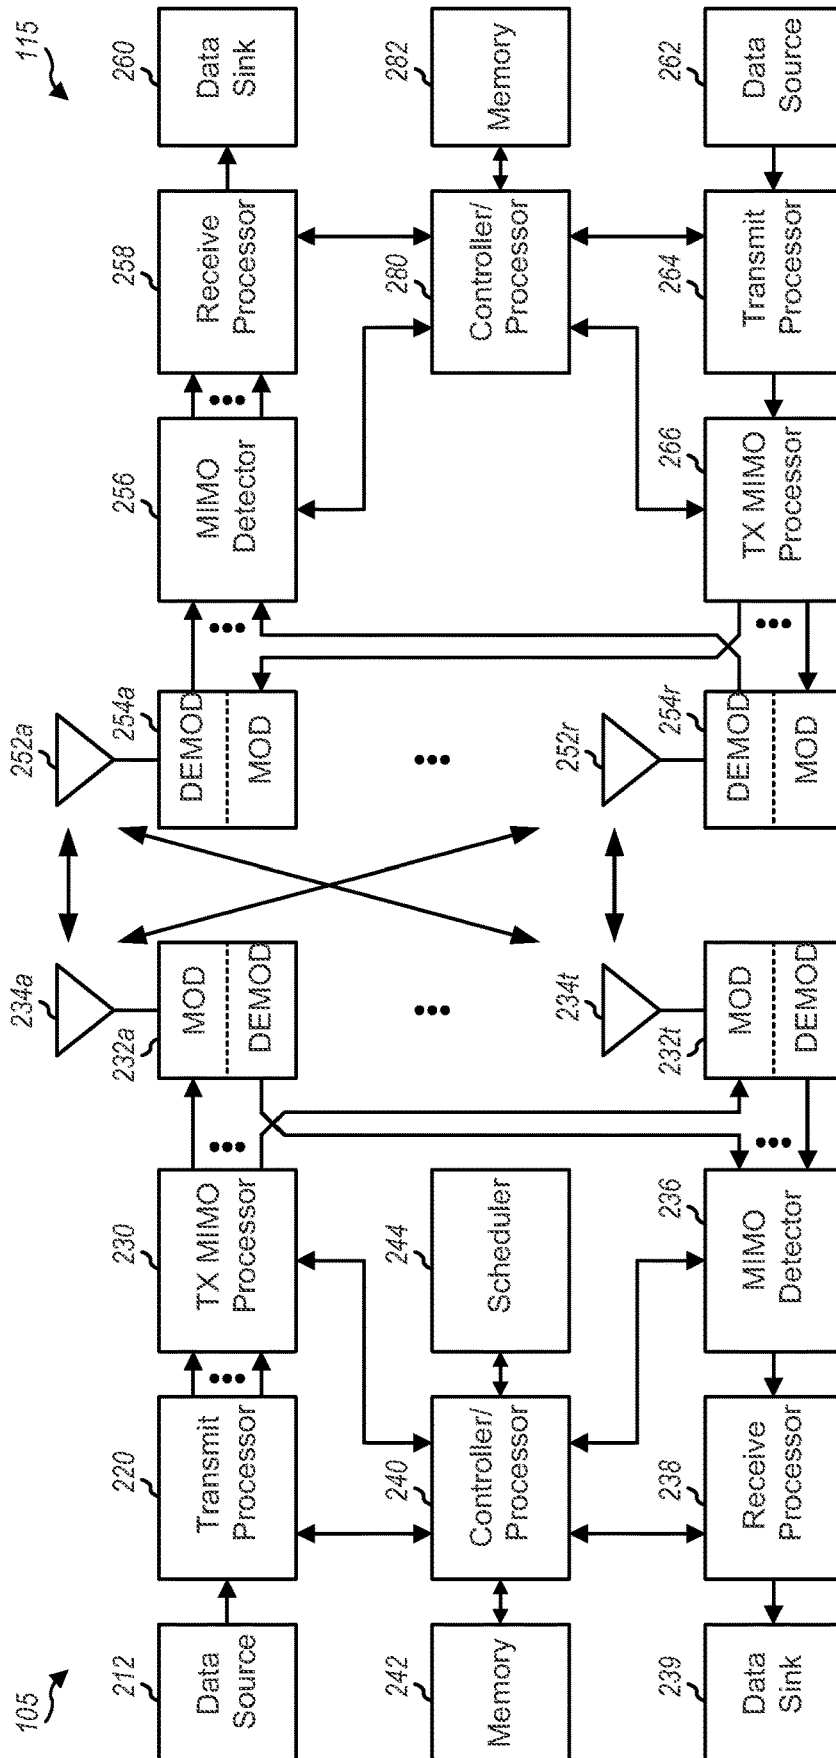 105
115
212
Data
Source
220
Transmit
Processor
230
TX MIMO
Processor
232a
MOD
DEMOD
234a
252a
254a
DEMOD
MOD
256
MIMO
Detector
258
Receive
Processor
260
Data
Sink
242
Memory
240
Controller/
Processor
244
Scheduler
280
Controller/
Processor
282
Memory
239
Data
Sink
238
Receive
Processor
236
MIMO
Detector
232t
MOD
DEMOD
234t
252r
254r
DEMOD
MOD
266
TX MIMO
Processor
264
Transmit
Processor
262
Data
Source